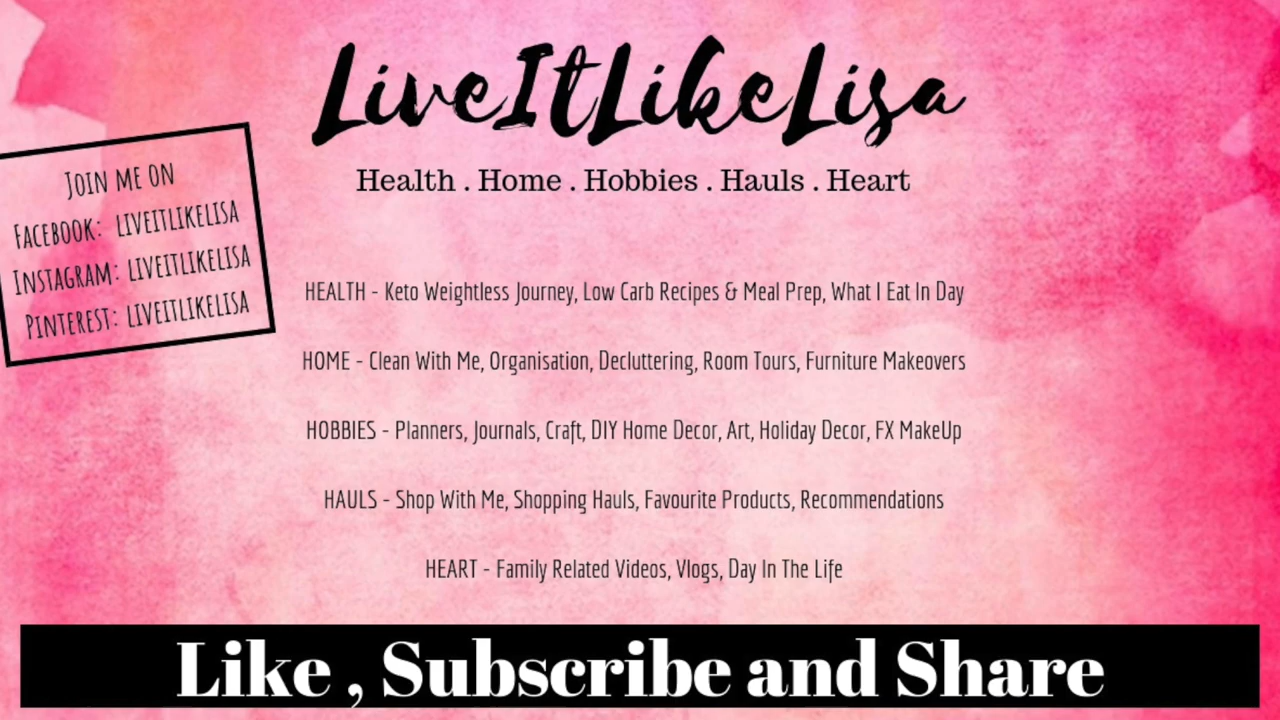 LiveItLikeLisa
Health . Home . Hobbies . Hauls . Heart
Join me on
Facebook: liveitlikelisa
Instagram: liveitlikelisa
Pinterest: liveitlikelisa
HEALTH - Keto Weightless Journey, Low Carb Recipes & Meal Prep, What I Eat In Day
HOME - Clean With Me, Organisation, Decluttering, Room Tours, Furniture Makeovers
HOBBIES - Planners, Journals, Craft, DIY Home Decor, Art, Holiday Decor, FX MakeUp
HAULS - Shop With Me, Shopping Hauls, Favourite Products, Recommendations
HEART - Family Related Videos, Vlogs, Day In The Life
Like , Subscribe and Share